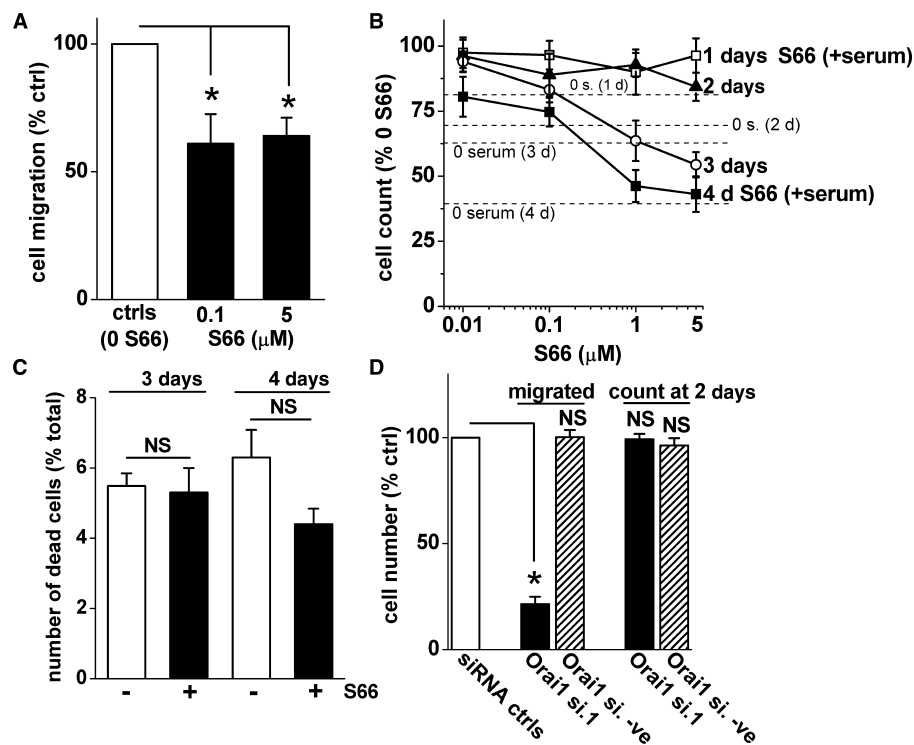 A
cell migration (% ctrl)
100
50
0
* *
ctrls
(0 S66)
0.1 5
S66 (μM)
B
cell count (% 0 S66)
100
75
50
25
0
1 days S66 (+serum)
2 days
0 s. (1 d)
0 s. (2 d)
0 serum (3 d)
3 days
4 d S66 (+serum)
0 serum (4 d)
0.01 0.1 1 5
S66 (μM)
C
number of dead cells (% total)
8
6
4
2
0
3 days 4 days
NS NS
- + - + S66
D
cell number (% ctrl)
100
50
0
migrated count at 2 days
NS NS NS
*
siRNA ctrls
Orai1 si.1
Orai1 si. -ve
Orai1 si.1
Orai1 si. -ve